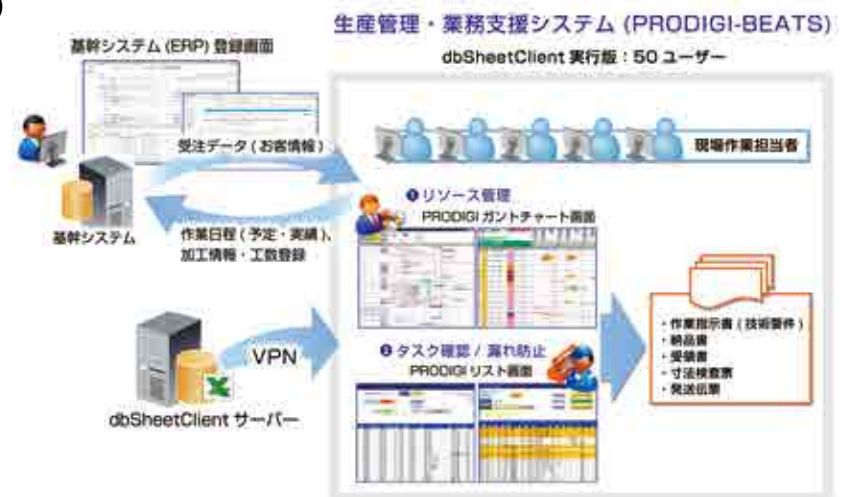 生産管理・業務支援システム (PRODIGI-BEATS)
dbSheetClient 実行版：50 ユーザー
基幹システム (ERP) 登録画面
受注データ ( お客情報 )
現場作業担当者
❶リソース管理
PRODIGI ガントチャート画面
基幹システム
作業日程 ( 予定・実績 )、
加工情報・工数登録
・作業指示書 ( 技術要件 )
・納品書
・受領書
・寸法検査票
・発送伝票
VPN
❷ タスク確認 / 漏れ防止
PRODIGI リスト画面
dbSheetClient サーバー